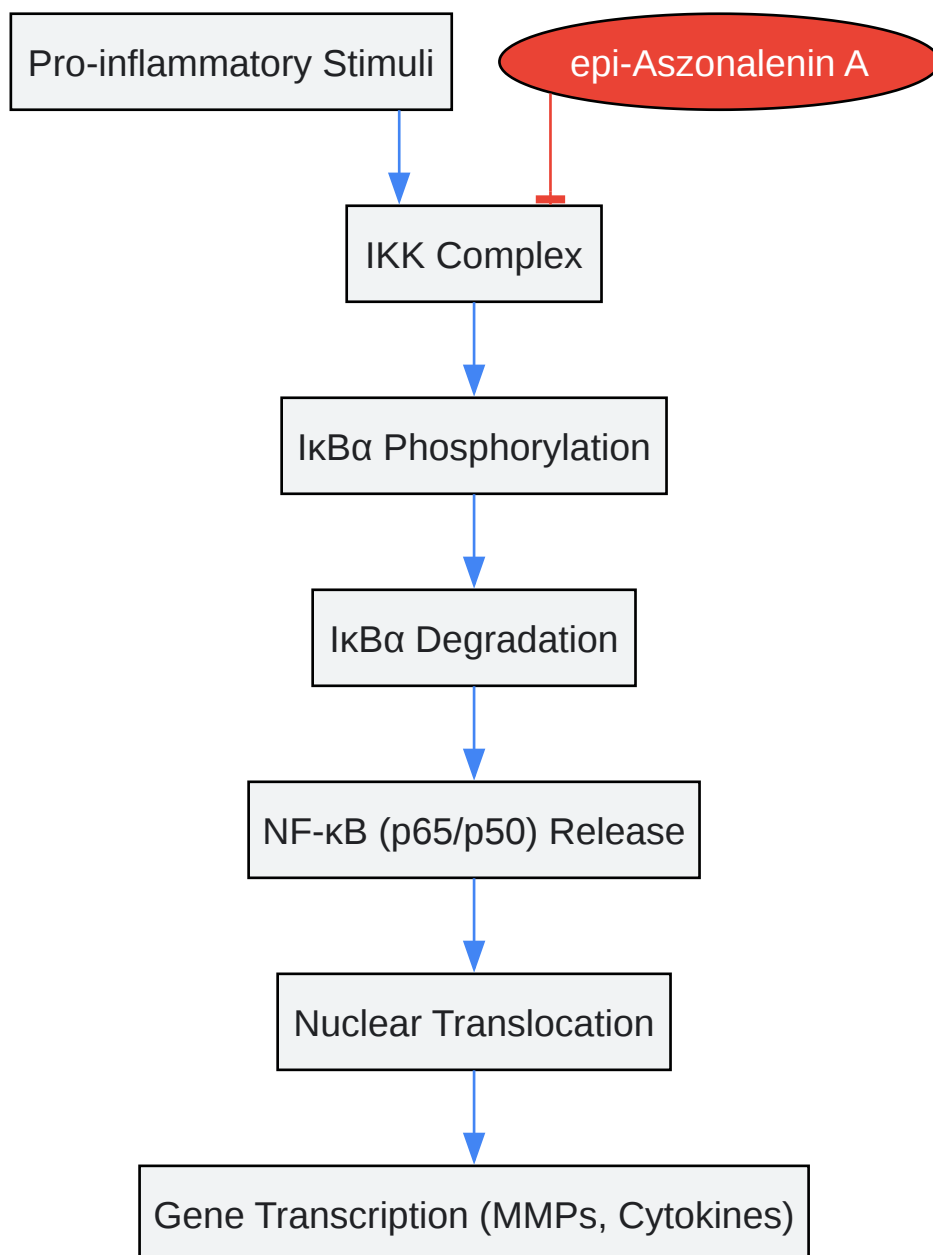 Pro-inflammatory Stimuli
epi-Aszonalenin A
IKK Complex
IκBα Phosphorylation
IκBα Degradation
NF-κB (p65/p50) Release
Nuclear Translocation
Gene Transcription (MMPs, Cytokines)